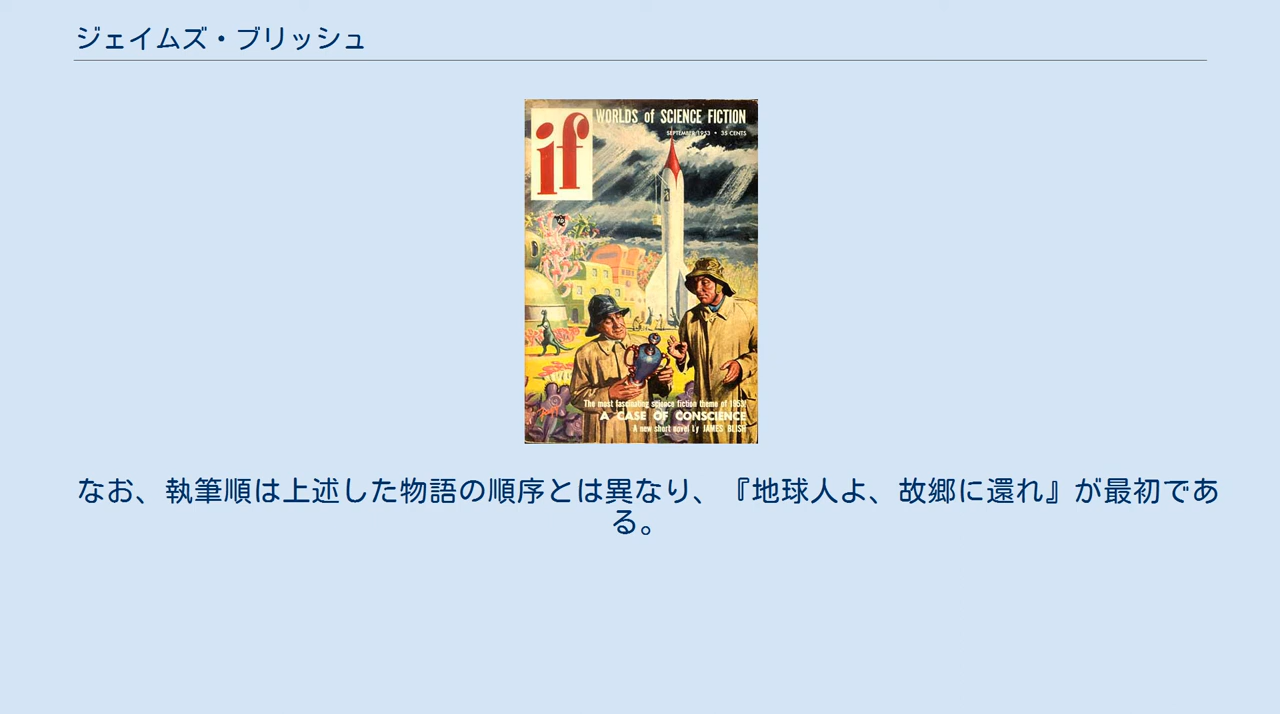 ジェイムズ・ブリッシュ
if
WORLDS of SCIENCE FICTION
SEPTEMBER 1953 • 35 CENTS
The most fascinating science fiction theme of 1953!
A CASE OF CONSCIENCE
A new short novel by JAMES BLISH
なお、執筆順は上述した物語の順序とは異なり、『地球人よ、故郷に還れ』が最初であ
る。